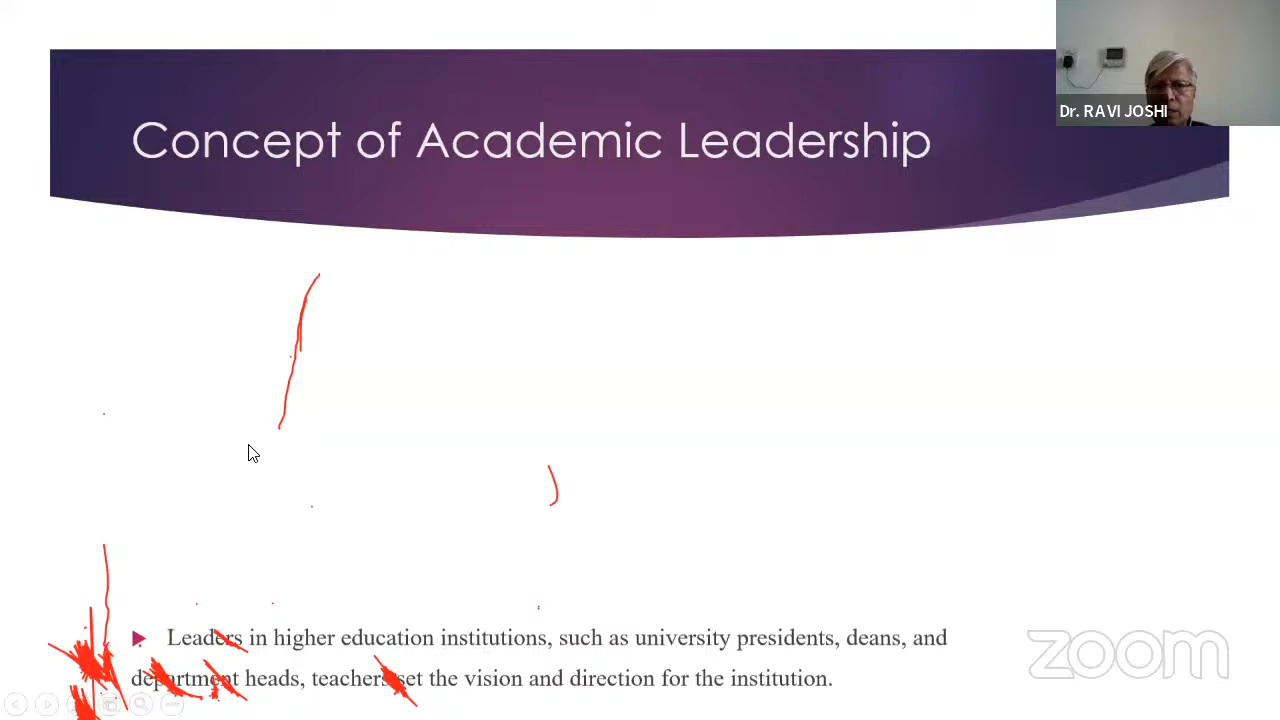 Dr. RAVI JOSHI
Concept of Academic Leadership
Leaders in higher education institutions, such as university presidents, deans, and
department heads, teachers set the vision and direction for the institution.
zoom